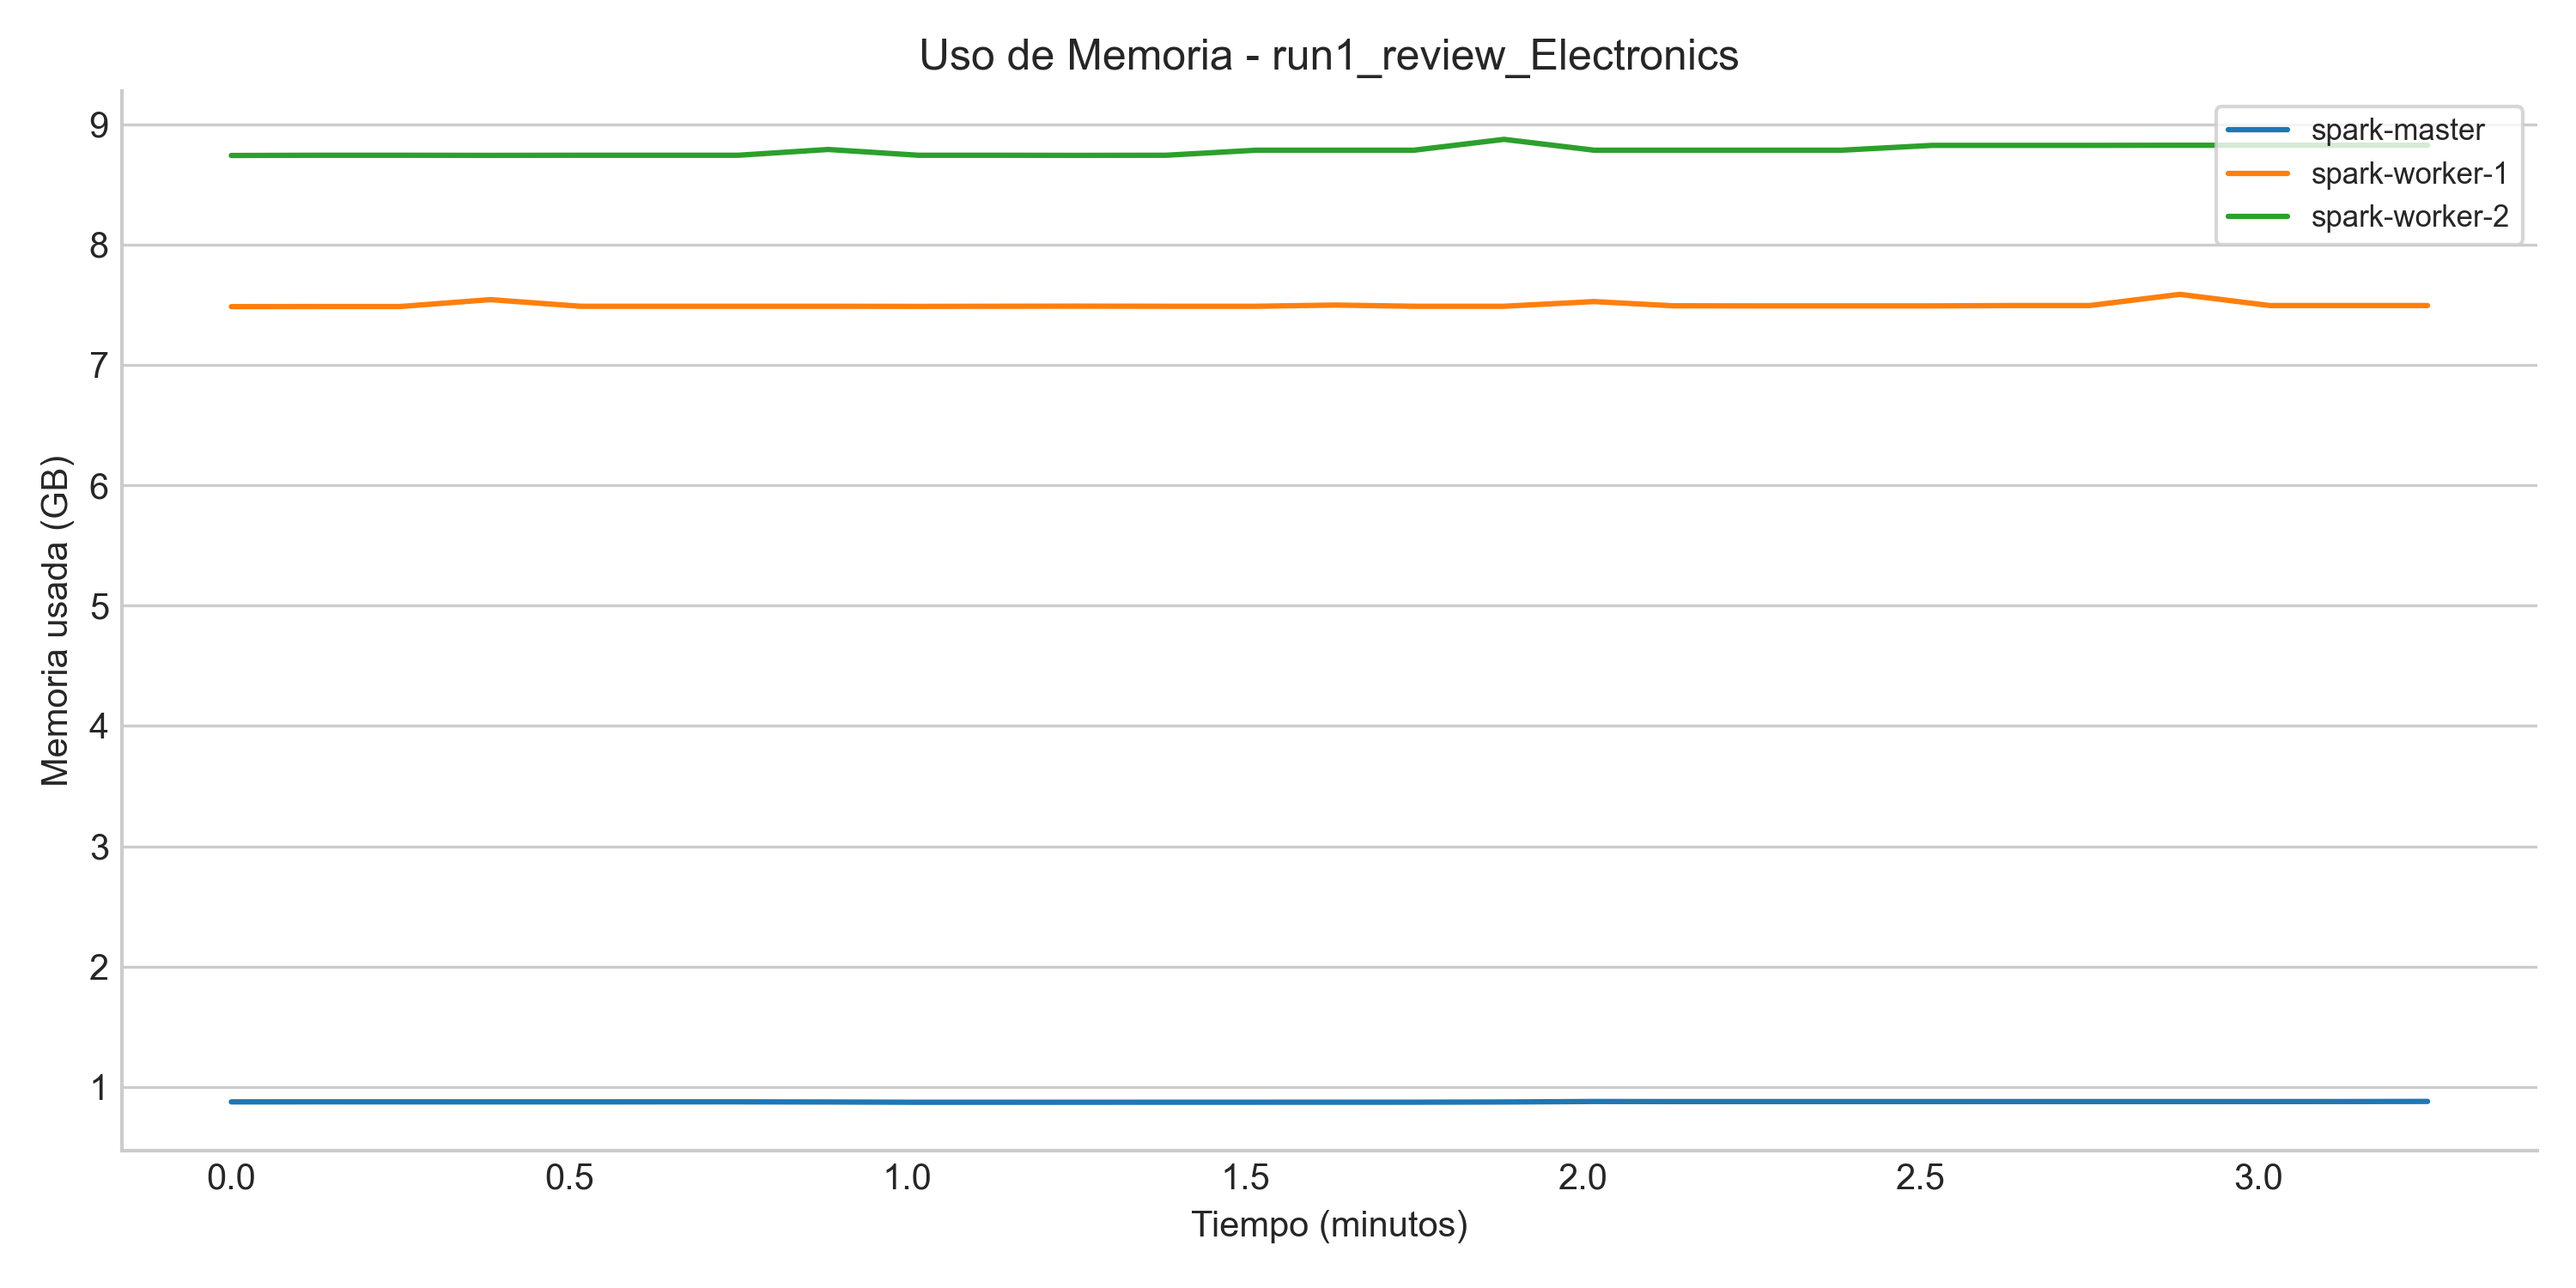 Uso de Memoria - run1_review_Electronics
9
8
7
6
5
4
3
2
1
Memoria usada (GB)
spark-master
spark-worker-1
spark-worker-2
0.0 0.5 1.0 1.5 2.0 2.5 3.0
Tiempo (minutos)